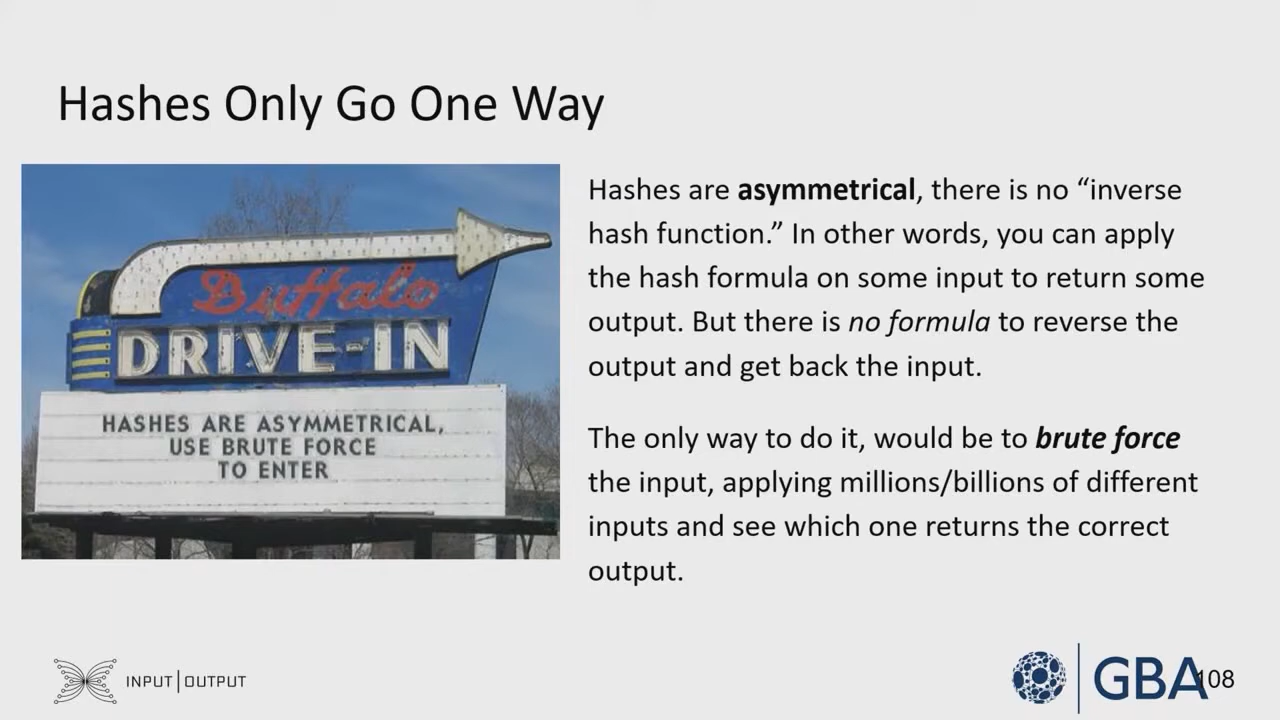 Hashes Only Go One Way
Buffalo
DRIVE-IN
HASHES ARE ASYMMETRICAL,
USE BRUTE FORCE
TO ENTER
Hashes are asymmetrical, there is no “inverse
hash function.” In other words, you can apply
the hash formula on some input to return some
output. But there is no formula to reverse the
output and get back the input.
The only way to do it, would be to brute force
the input, applying millions/billions of different
inputs and see which one returns the correct
output.
INPUT|OUTPUT
GBA
108